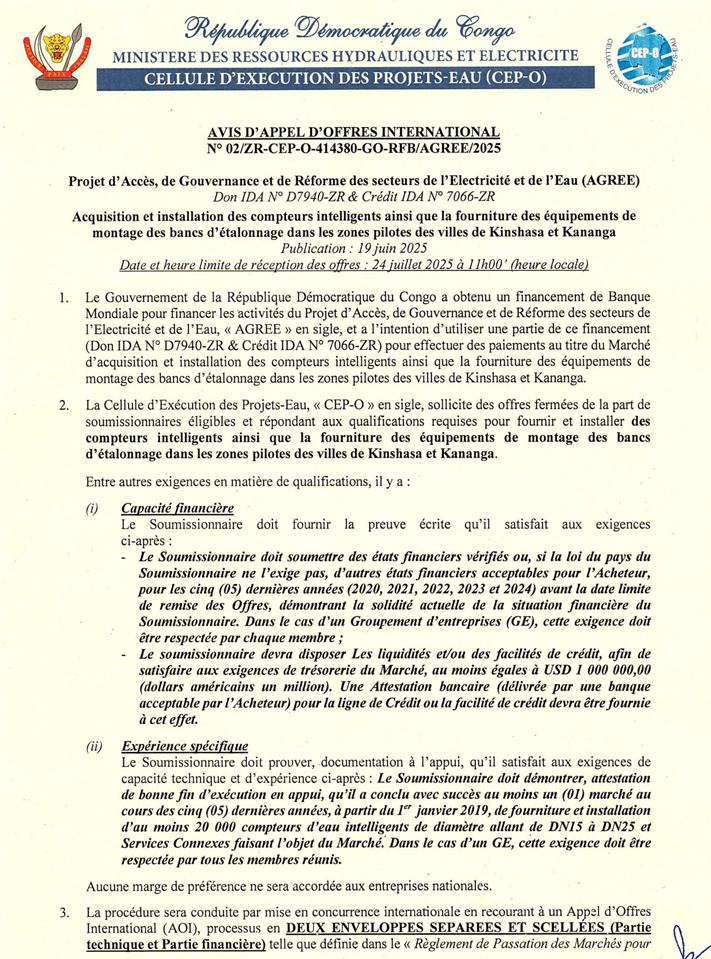 République Démocratique du Congo
MINISTERE DES RESSOURCES HYDRAULIQUES ET ELECTRICITE
CELLULE D'EXECUTION DES PROJETS-EAU (CEP-O)
PAIX
CEP-O
CELLULE D'EXECUTION DES PROJETS-EAU
AVIS D'APPEL D'OFFRES INTERNATIONAL
N° 02/ZR-CEP-O-414380-GO-RFB/AGREE/2025
Projet d'Accès, de Gouvernance et de Réforme des secteurs de l'Electricité et de l'Eau (AGREE)
Don IDA N° D7940-ZR & Crédit IDA N° 7066-ZR
Acquisition et installation des compteurs intelligents ainsi que la fourniture des équipements de
montage des bancs d'étalonnage dans les zones pilotes des villes de Kinshasa et Kananga
Publication : 19 juin 2025
Date et heure limite de réception des offres : 24 juillet 2025 à 11h00' (heure locale)
1. Le Gouvernement de la République Démocratique du Congo a obtenu un financement de Banque
Mondiale pour financer les activités du Projet d'Accès, de Gouvernance et de Réforme des secteurs de
l'Electricité et de l'Eau, « AGREE » en sigle, et a l'intention d'utiliser une partie de ce financement
(Don IDA N° D7940-ZR & Crédit IDA N° 7066-ZR) pour effectuer des paiements au titre du Marché
d'acquisition et installation des compteurs intelligents ainsi que la fourniture des équipements de
montage des bancs d'étalonnage dans les zones pilotes des villes de Kinshasa et Kananga.
2. La Cellule d'Exécution des Projets-Eau, « CEP-O » en sigle, sollicite des offres fermées de la part de
soumissionnaires éligibles et répondant aux qualifications requises pour fournir et installer des
compteurs intelligents ainsi que la fourniture des équipements de montage des bancs
d'étalonnage dans les zones pilotes des villes de Kinshasa et Kananga.
Entre autres exigences en matière de qualifications, il y a :
(i) Capacité financière
Le Soumissionnaire doit fournir la preuve écrite qu'il satisfait aux exigences
ci-après :
- Le Soumissionnaire doit soumettre des états financiers vérifiés ou, si la loi du pays du
Soumissionnaire ne l'exige pas, d'autres états financiers acceptables pour l'Acheteur,
pour les cinq (05) dernières années (2020, 2021, 2022, 2023 et 2024) avant la date limite
de remise des Offres, démontrant la solidité actuelle de la situation financière du
Soumissionnaire. Dans le cas d'un Groupement d'entreprises (GE), cette exigence doit
être respectée par chaque membre ;
- Le soumissionnaire devra disposer Les liquidités et/ou des facilités de crédit, afin de
satisfaire aux exigences de trésorerie du Marché, au moins égales à USD 1 000 000,00
(dollars américains un million). Une Attestation bancaire (délivrée par une banque
acceptable par l'Acheteur) pour la ligne de Crédit ou la facilité de crédit devra être fournie
à cet effet.
(ii) Expérience spécifique
Le Soumissionnaire doit prouver, documentation à l'appui, qu'il satisfait aux exigences de
capacité technique et d'expérience ci-après : Le Soumissionnaire doit démontrer, attestation
de bonne fin d'exécution en appui, qu'il a conclu avec succès au moins un (01) marché au
cours des cinq (05) dernières années, à partir du 1er janvier 2019, de fourniture et installation
d'au moins 20 000 compteurs d'eau intelligents de diamètre allant de DN15 à DN25 et
Services Connexes faisant l'objet du Marché. Dans le cas d'un GE, cette exigence doit être
respectée par tous les membres réunis.
Aucune marge de préférence ne sera accordée aux entreprises nationales.
3. La procédure sera conduite par mise en concurrence internationale en recourant à un Appel d'Offres
International (AOI), processus en DEUX ENVELOPPES SEPAREES ET SCELLÉES (Partie
technique et Partie financière) telle que définie dans le « Règlement de Passation des Marchés pour